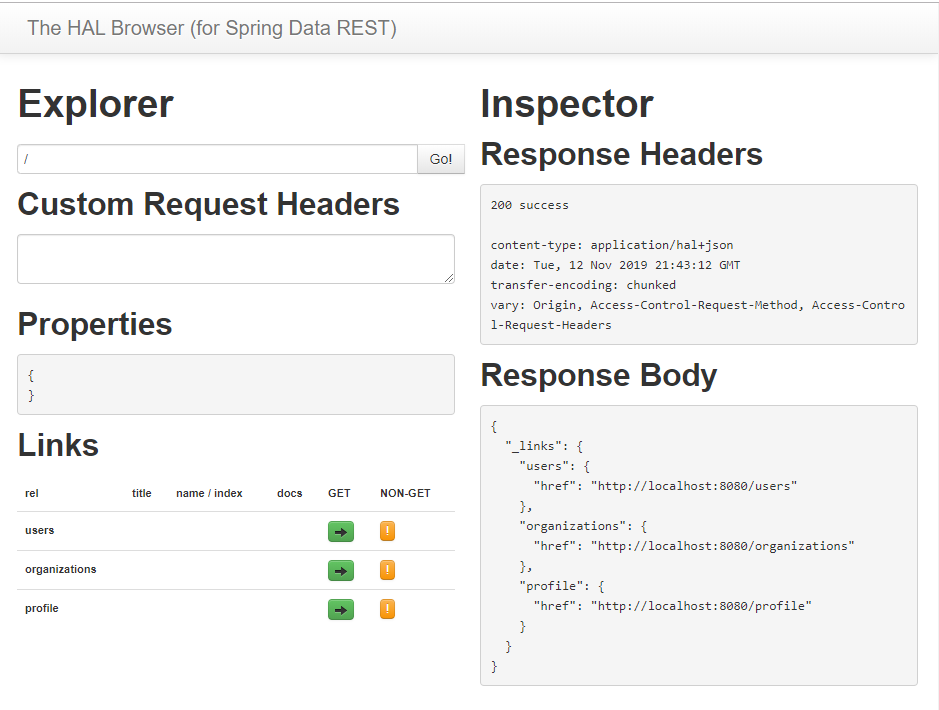 The HAL Browser (for Spring Data REST)
Explorer
/
Go!
Custom Request Headers
Properties
{
}
Links
rel title name / index docs GET NON-GET
users ➔ !
organizations ➔ !
profile ➔ !
Inspector
Response Headers
200 success
content-type: application/hal+json
date: Tue, 12 Nov 2019 21:43:12 GMT
transfer-encoding: chunked
vary: Origin, Access-Control-Request-Method, Access-Contro
l-Request-Headers
Response Body
{
  "_links": {
    "users": {
      "href": "http://localhost:8080/users"
    },
    "organizations": {
      "href": "http://localhost:8080/organizations"
    },
    "profile": {
      "href": "http://localhost:8080/profile"
    }
  }
}